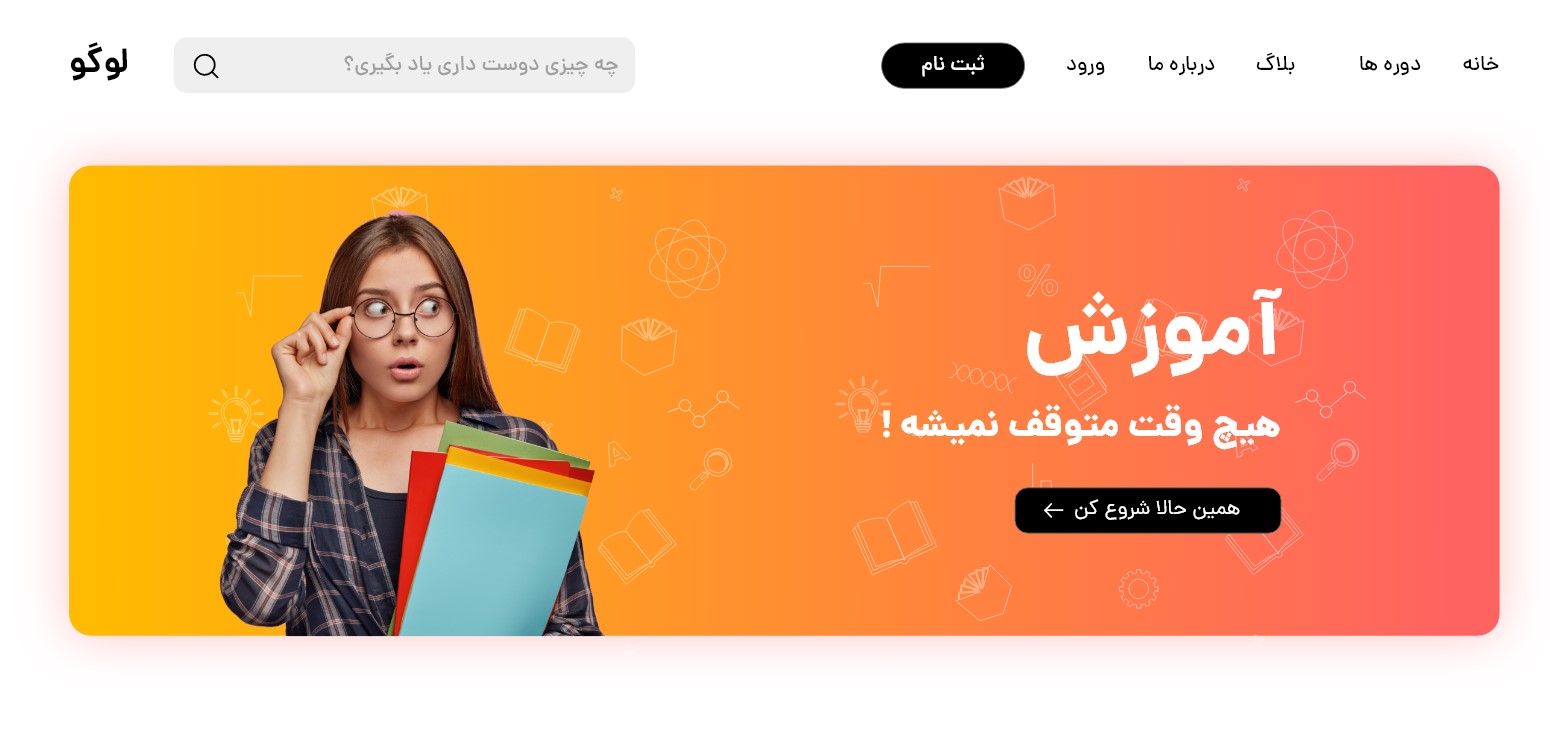 خانه
دوره ها
بلاگ
درباره ما
ورود
ثبت نام
چه چیزی دوست داری یاد بگیری؟
لوگو
آموزش
هیچ وقت متوقف نمیشه !
همین حالا شروع کن
%
A
A